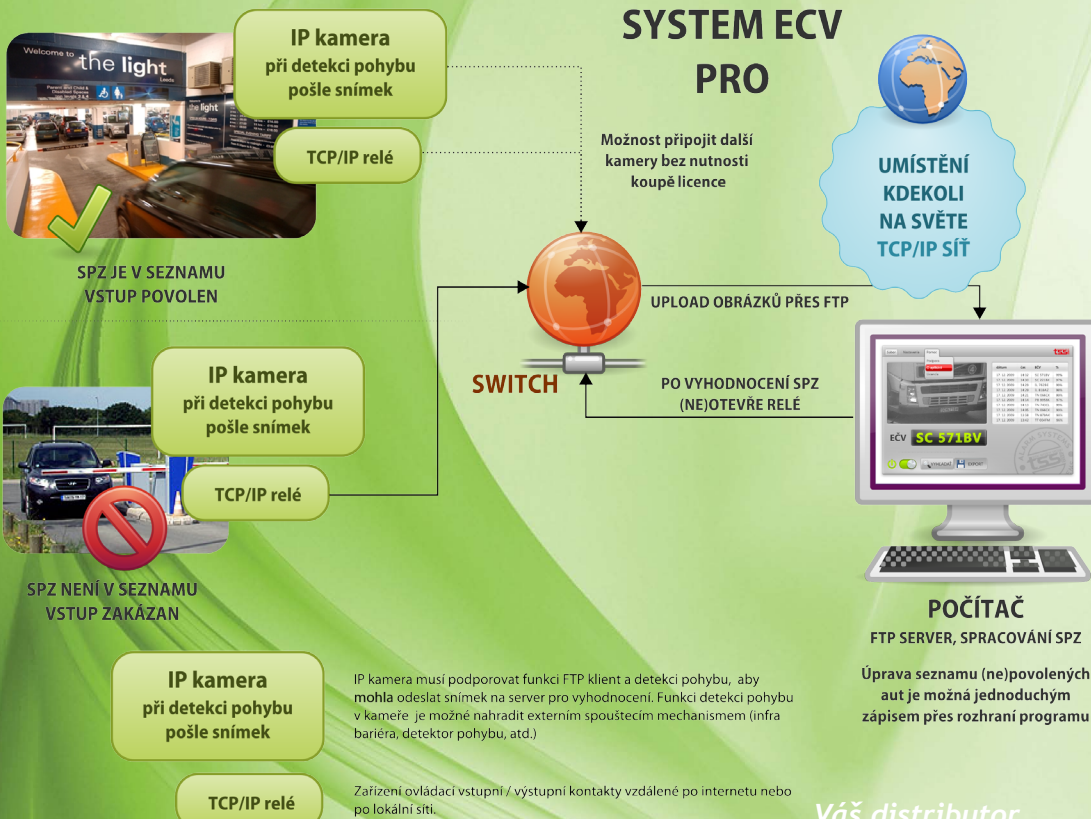 SYSTEM ECV
PRO
IP kamera
při detekci pohybu
pošle snímek
TCP/IP relé
Welcome to
the light
Leeds
the light
SPZ JE V SEZNAMU
VSTUP POVOLEN
Možnost připojit další
kamery bez nutnosti
koupě licence
UMÍSTĚNÍ
KDEKOLI
NA SVĚTE
TCP/IP SÍŤ
UPLOAD OBRÁZKŮ PŘES FTP
SWITCH
PO VYHODNOCENÍ SPZ
(NE)OTEVŘE RELÉ
IP kamera
při detekci pohybu
pošle snímek
TCP/IP relé
SPZ NENÍ V SEZNAMU
VSTUP ZAKÁZAN
tss
EČV SC 571BV
POČÍTAČ
FTP SERVER, SPRACOVÁNÍ SPZ
Úprava seznamu (ne)povolených
aut je možná jednoduchým
zápisem přes rozhraní programu
IP kamera
při detekci pohybu
pošle snímek
IP kamera musí podporovat funkci FTP klient a detekci pohybu, aby
mohla odeslat snímek na server pro vyhodnocení. Funkci detekci pohybu
v kameře je možné nahradit externím spouštecím mechanismem (infra
bariéra, detektor pohybu, atd.)
TCP/IP relé
Zařízení ovládací vstupní / výstupní kontakty vzdálené po internetu nebo
po lokální síti.
Váš distributor